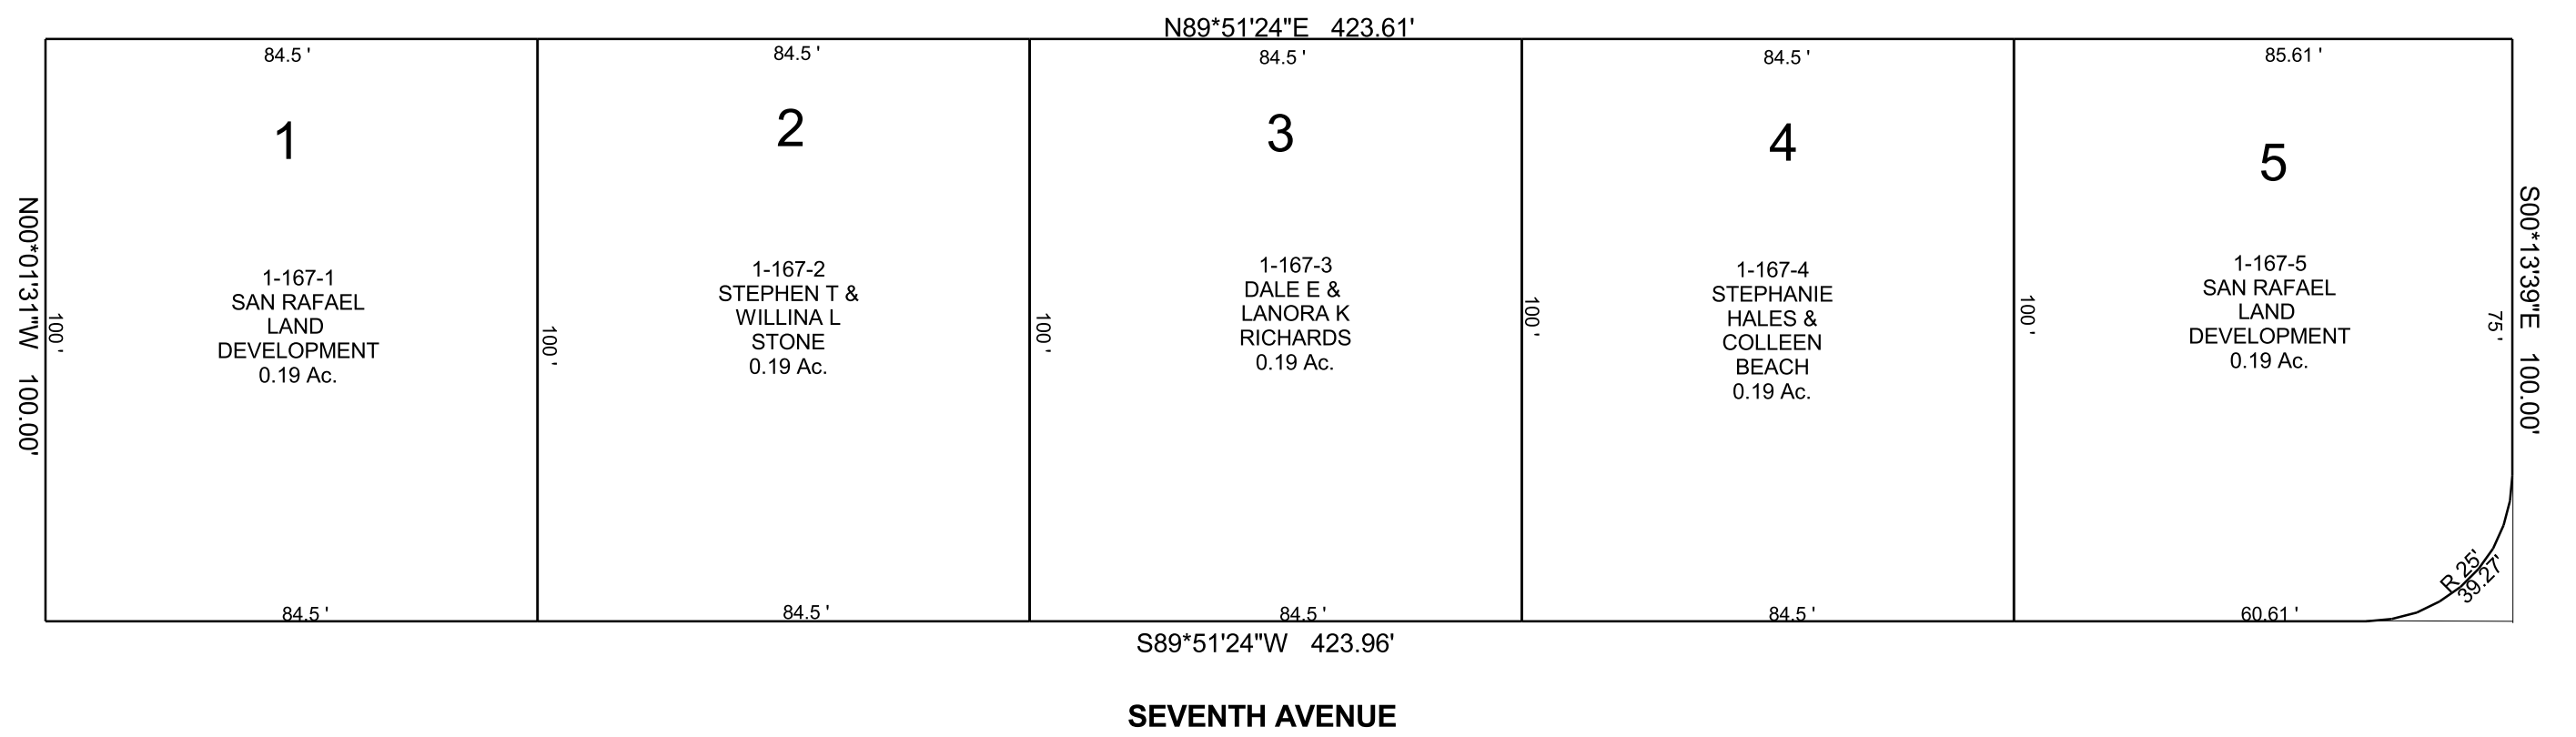 N89*51'24"E 423.61'
84.5 '
84.5 '
84.5 '
84.5 '
85.61 '
1
2
3
4
5
N00*01'31"W 100.00'
100 '
1-167-1
SAN RAFAEL
LAND
DEVELOPMENT
0.19 Ac.
100 '
1-167-2
STEPHEN T &
WILLINA L
STONE
0.19 Ac.
100 '
1-167-3
DALE E &
LANORA K
RICHARDS
0.19 Ac.
100 '
1-167-4
STEPHANIE
HALES &
COLLEEN
BEACH
0.19 Ac.
100 '
1-167-5
SAN RAFAEL
LAND
DEVELOPMENT
0.19 Ac.
75 '
S00*13'39"E 100.00'
R 25'
39.27'
84.5 '
84.5 '
84.5 '
84.5 '
60.61 '
S89*51'24"W 423.96'
SEVENTH AVENUE